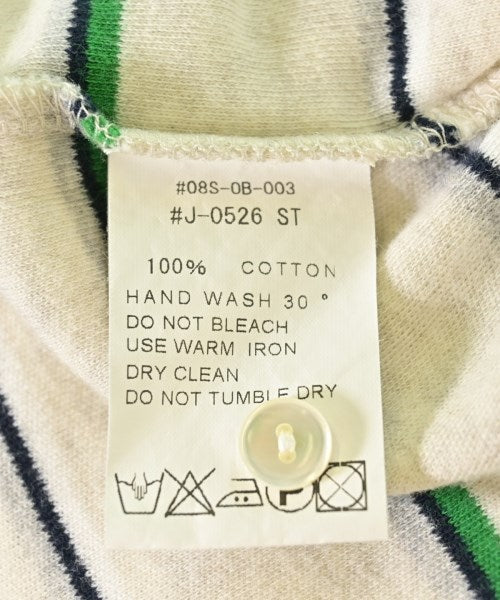 #08S-0B-003
#J-0526 ST
100% COTTON
HAND WASH 30 °
DO NOT BLEACH
USE WARM IRON
DRY CLEAN
DO NOT TUMBLE DRY